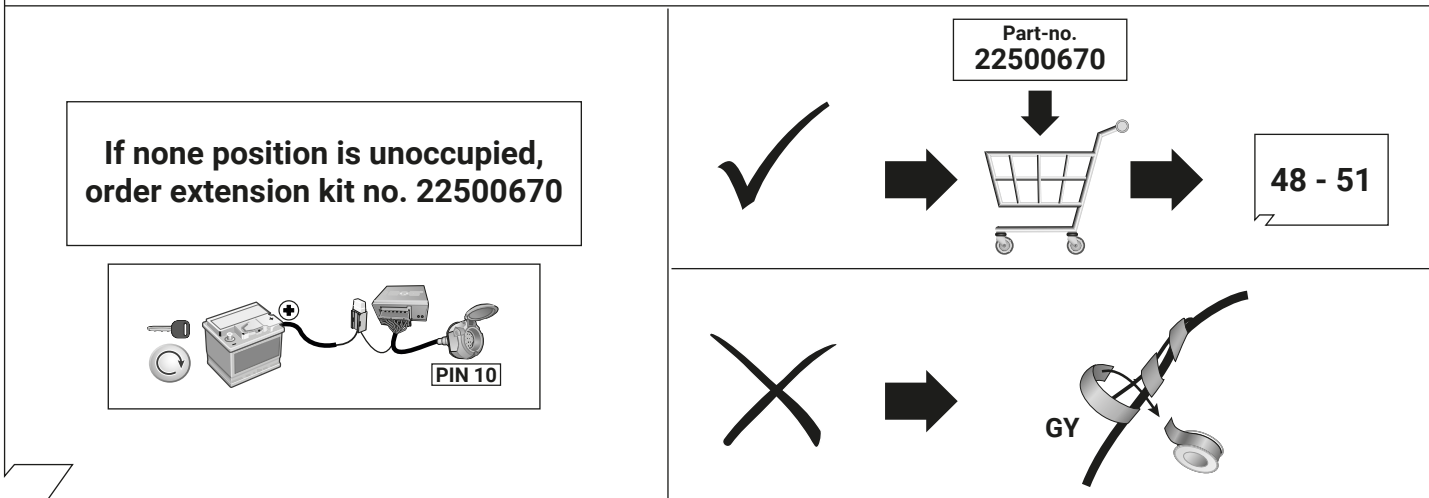 If none position is unoccupied,
order extension kit no. 22500670
PIN 10
Part-no.
22500670
48 - 51
GY